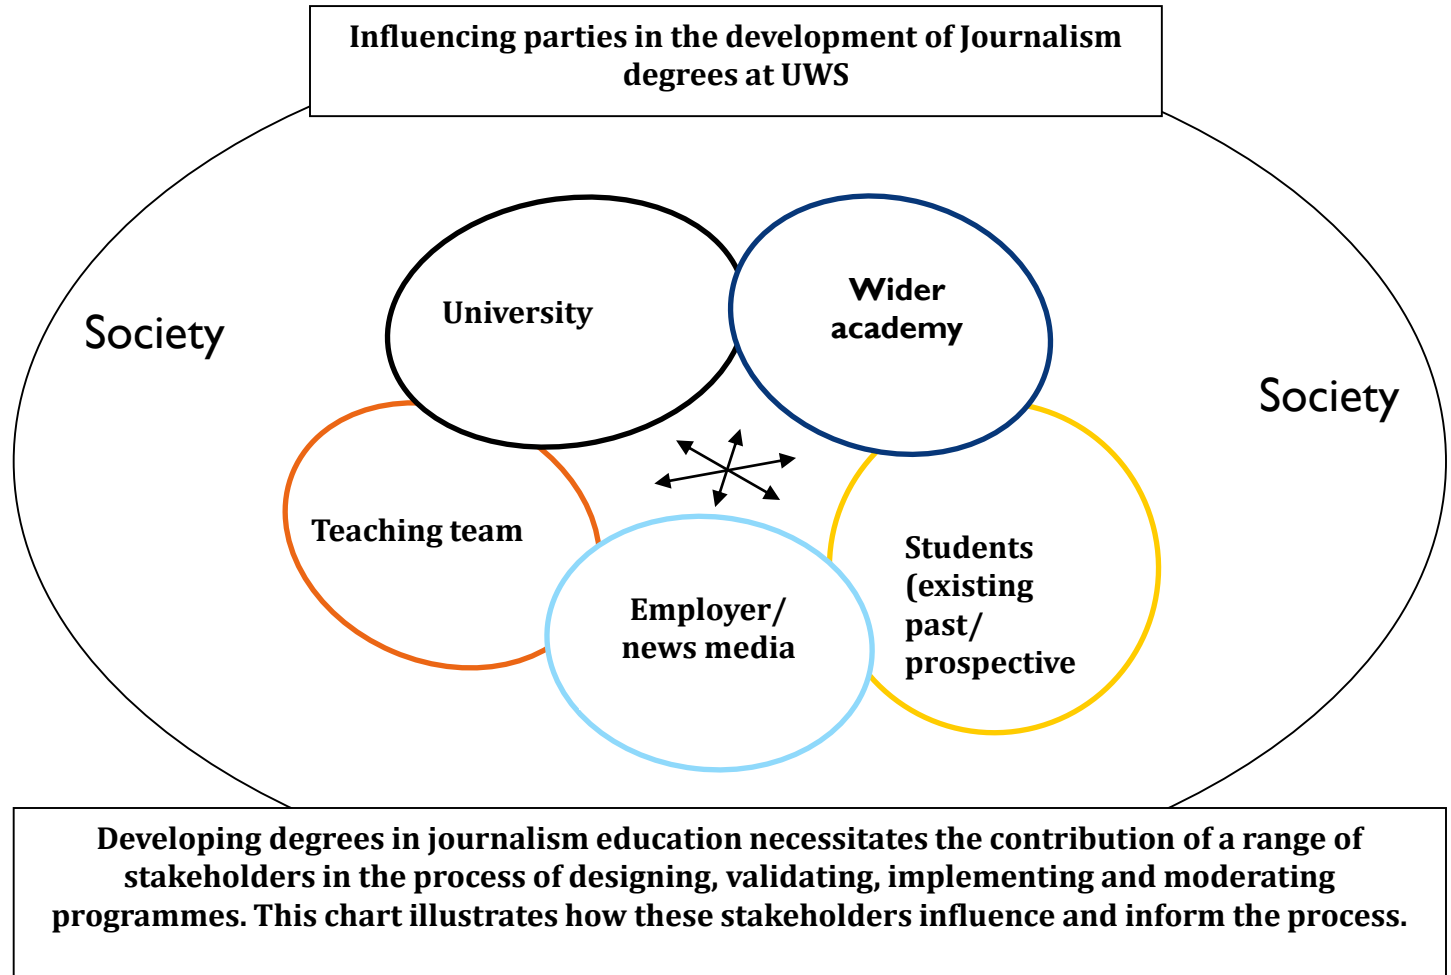 Influencing parties in the development of Journalism
degrees at UWS
University
Wider
academy
Society
Society
Teaching team
Students
(existing
past/
prospective
Employer/
news media
Developing degrees in journalism education necessitates the contribution of a range of
stakeholders in the process of designing, validating, implementing and moderating
programmes. This chart illustrates how these stakeholders influence and inform the process.